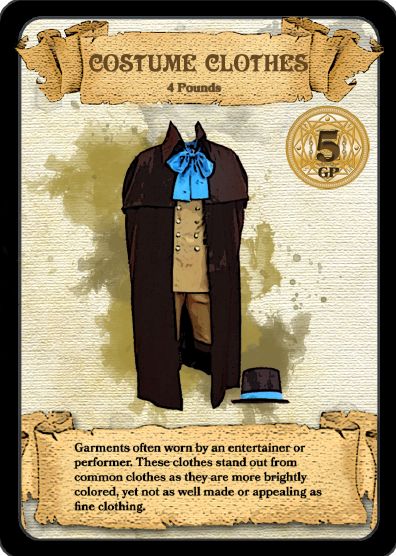 COSTUME CLOTHES
4 Pounds
5
GP
Garments often worn by an entertainer or
performer. These clothes stand out from
common clothes as they are more brightly
colored, yet not as well made or appealing as
fine clothing.